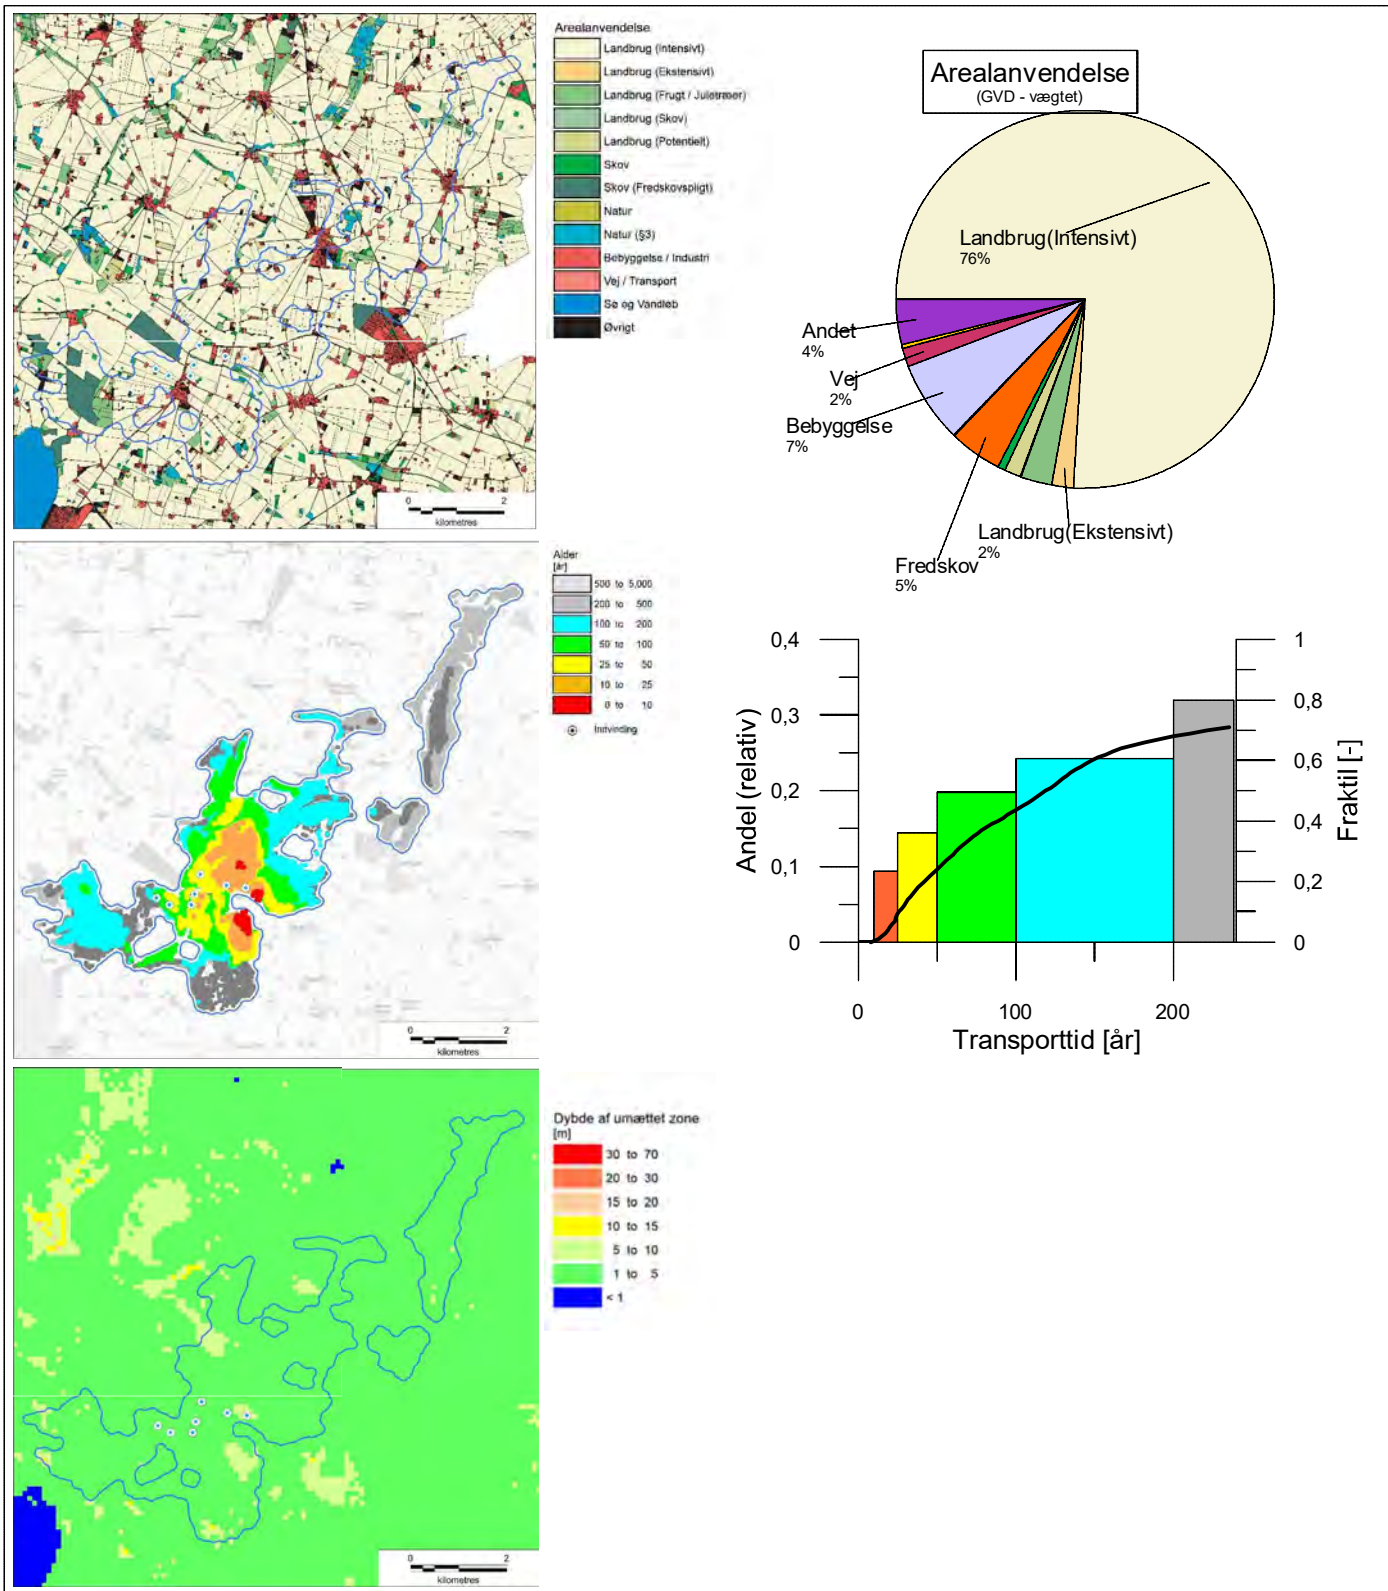 Arealanvendelse
Landbrug (Intensivt)
Landbrug (Ekstensivt)
Landbrug (Frugt / Juletræer)
Landbrug (Skov)
Landbrug (Potentielt)
Skov
Skov (Fredskovspligt)
Natur
Natur (§3)
Bebyggelse / Industri
Vej / Transport
Sø og Vandløb
Øvrigt
0 2
kilometres
Arealanvendelse
(GVD - vægtet)
Landbrug(Intensivt)
76%
Andet
4%
Vej
2%
Bebyggelse
7%
Landbrug(Ekstensivt)
2%
Fredskov
5%
Alder
[år]
500 to 5,000
200 to 500
100 to 200
50 to 100
25 to 50
10 to 25
0 to 10
Indvinding
0 2
kilometres
0,4
0,3
0,2
0,1
0
Andel (relativ)
1
0,8
0,6
0,4
0,2
0
Fraktil [-]
0 100 200
Transporttid [år]
Dybde af umættet zone
[m]
30 to 70
20 to 30
15 to 20
10 to 15
5 to 10
1 to 5
< 1
0 2
kilometres